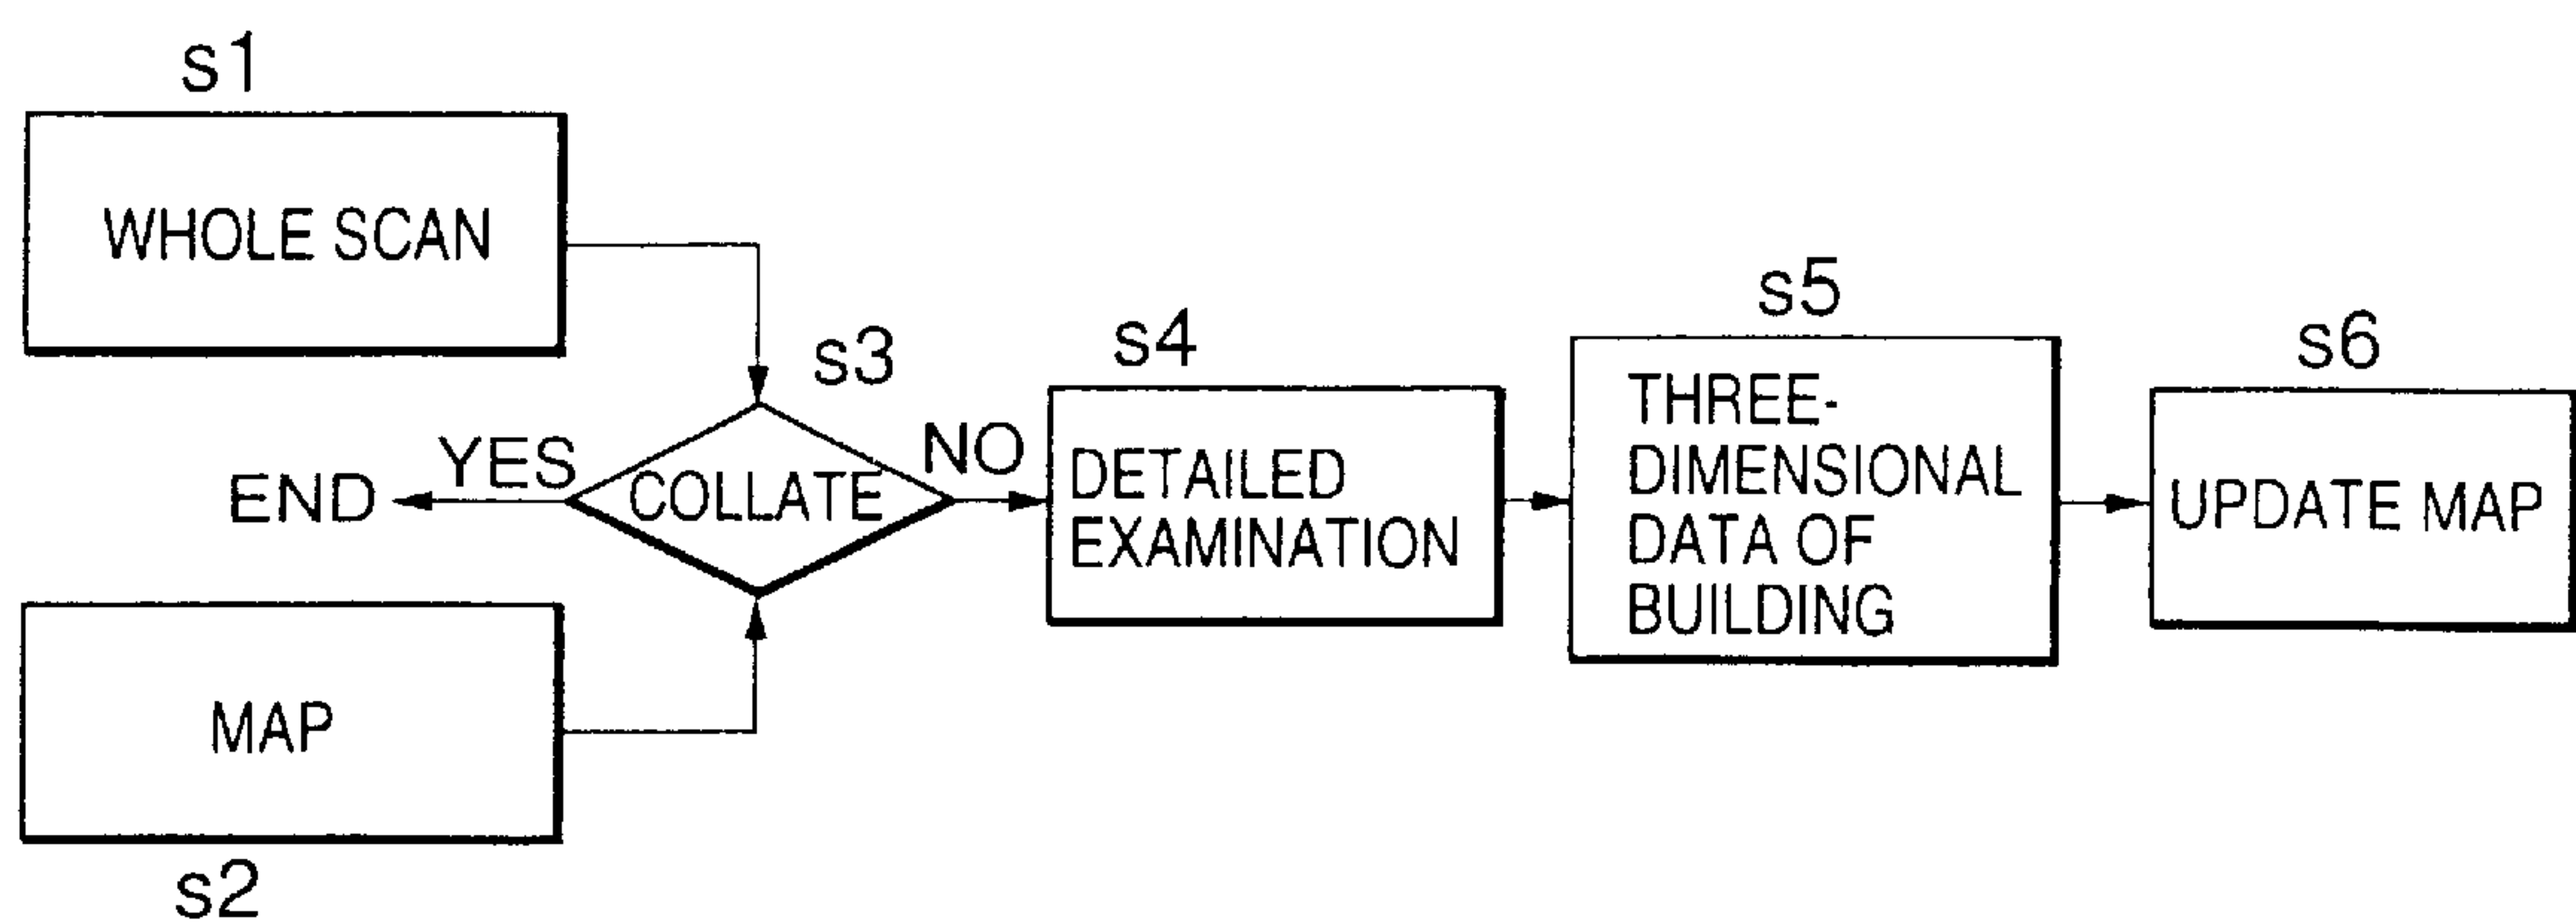 s1
WHOLE SCAN
s3
YES
END
COLLATE
NO
MAP
s2
s4
DETAILED
EXAMINATION
s5
THREE-
DIMENSIONAL
DATA OF
BUILDING
s6
UPDATE MAP